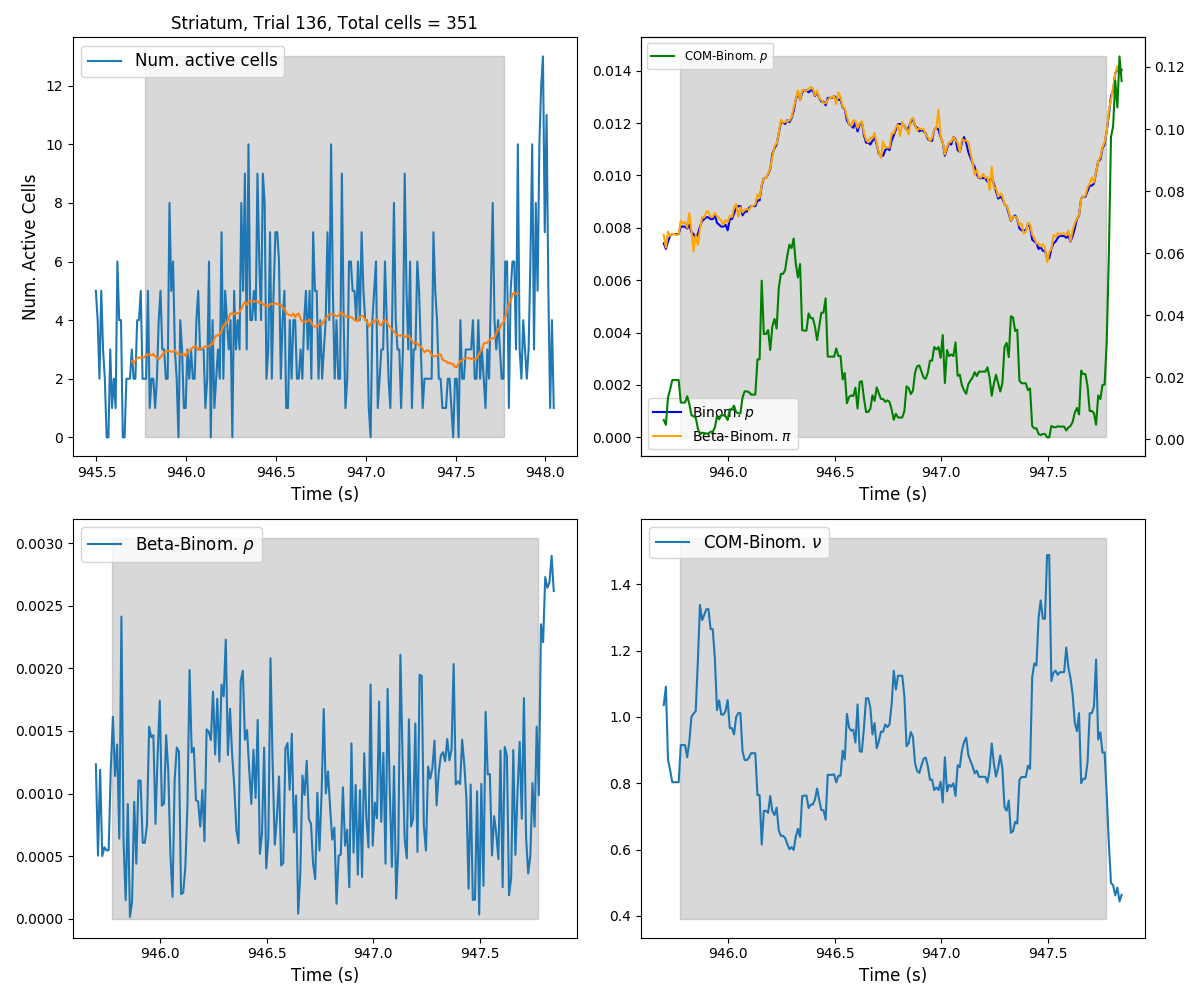 Striatum, Trial 136, Total cells = 351
Num. active cells
Num. Active Cells
12
10
8
6
4
2
0
945.5 946.0 946.5 947.0 947.5 948.0
Time (s)
COM-Binom. p
0.014
0.012
0.010
0.008
0.006
0.004
0.002
0.000
0.12
0.10
0.08
0.06
0.04
0.02
0.00
Binom. p
Beta-Binom. π
946.0 946.5 947.0 947.5
Time (s)
Beta-Binom. ρ
0.0030
0.0025
0.0020
0.0015
0.0010
0.0005
0.0000
946.0 946.5 947.0 947.5
Time (s)
COM-Binom. ν
1.4
1.2
1.0
0.8
0.6
0.4
946.0 946.5 947.0 947.5
Time (s)